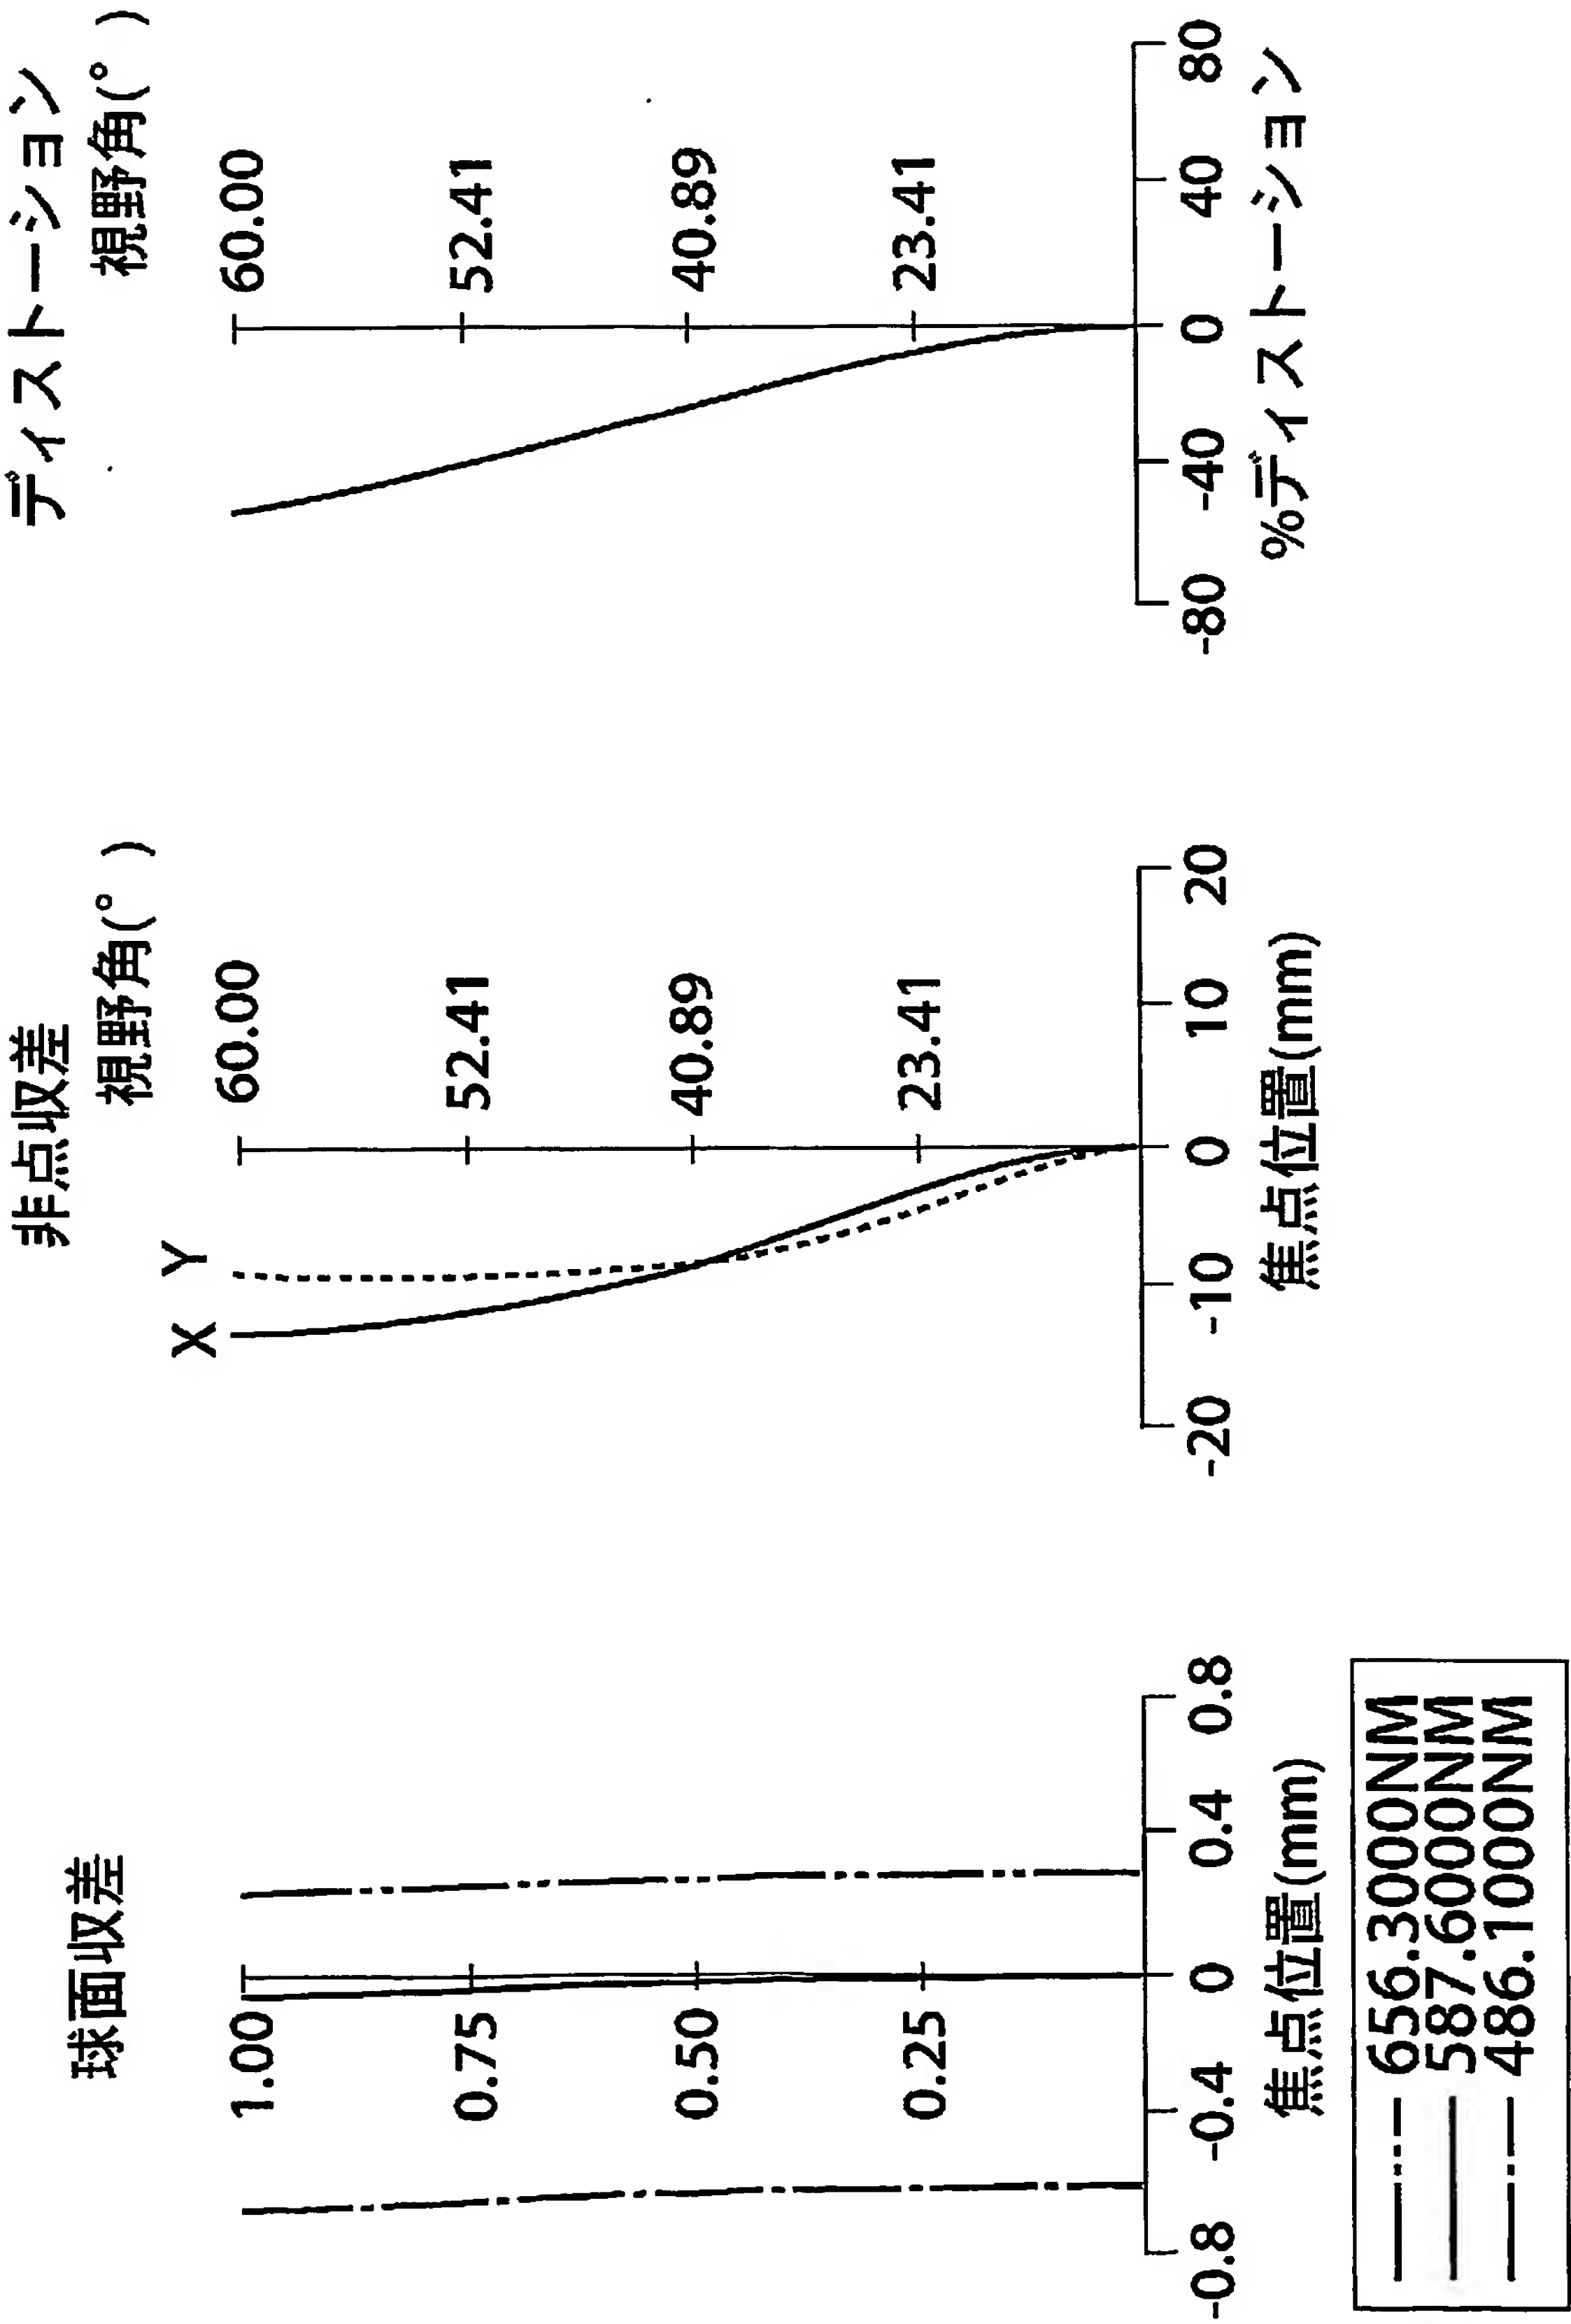 球面収差
1.00
0.75
0.50
0.25
-0.8 -0.4 0 0.4 0.8
焦点位置(mm)
656.3000NM
587.6000NM
486.1000NM
非点収差
視野角(° )
X Y
60.00
52.41
40.89
23.41
-20 -10 0 10 20
焦点位置(mm)
ディストーション
視野角(° )
60.00
52.41
40.89
23.41
-80 -40 0 40 80
%ディストーション